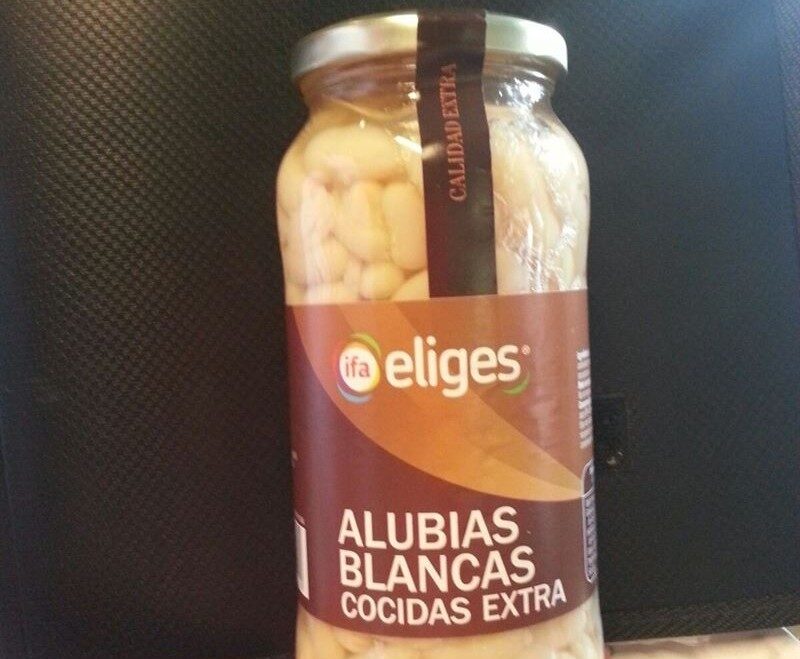 CALIDAD EXTRA
ifa eliges®
ALUBIAS
BLANCAS
COCIDAS EXTRA